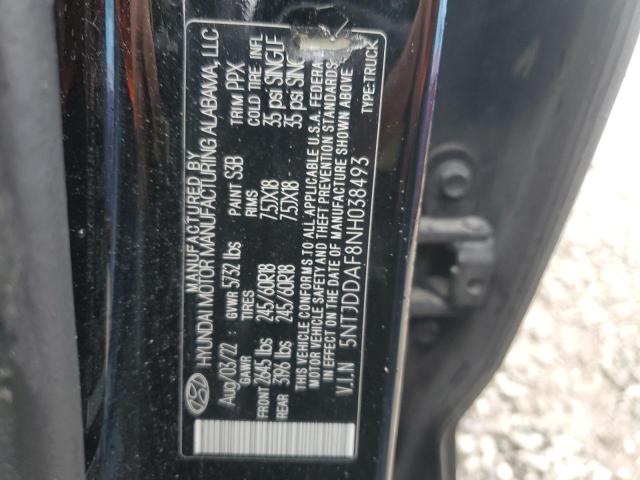 MANUFACTURED BY
HYUNDAI MOTOR MANUFACTURING ALABAMA, LLC
Aug/03/22 GVWR 5732 lbs PAINT S3B TRIM PPX
GAWR TIRES RIMS COLD TIRE INFL
FRONT 2645 lbs 245/60R18 7.5JX18 35 psi SINGLE
REAR 3196 lbs 245/60R18 7.5JX18 35 psi
THIS VEHICLE CONFORMS TO ALL APPLICABLE U.S.A. FEDERAL
MOTOR VEHICLE SAFETY AND THEFT PREVENTION STANDARDS
IN EFFECT ON THE DATE OF MANUFACTURE SHOWN ABOVE
V.I.N 5NTJDDAF8NH038493 TYPE:TRUCK